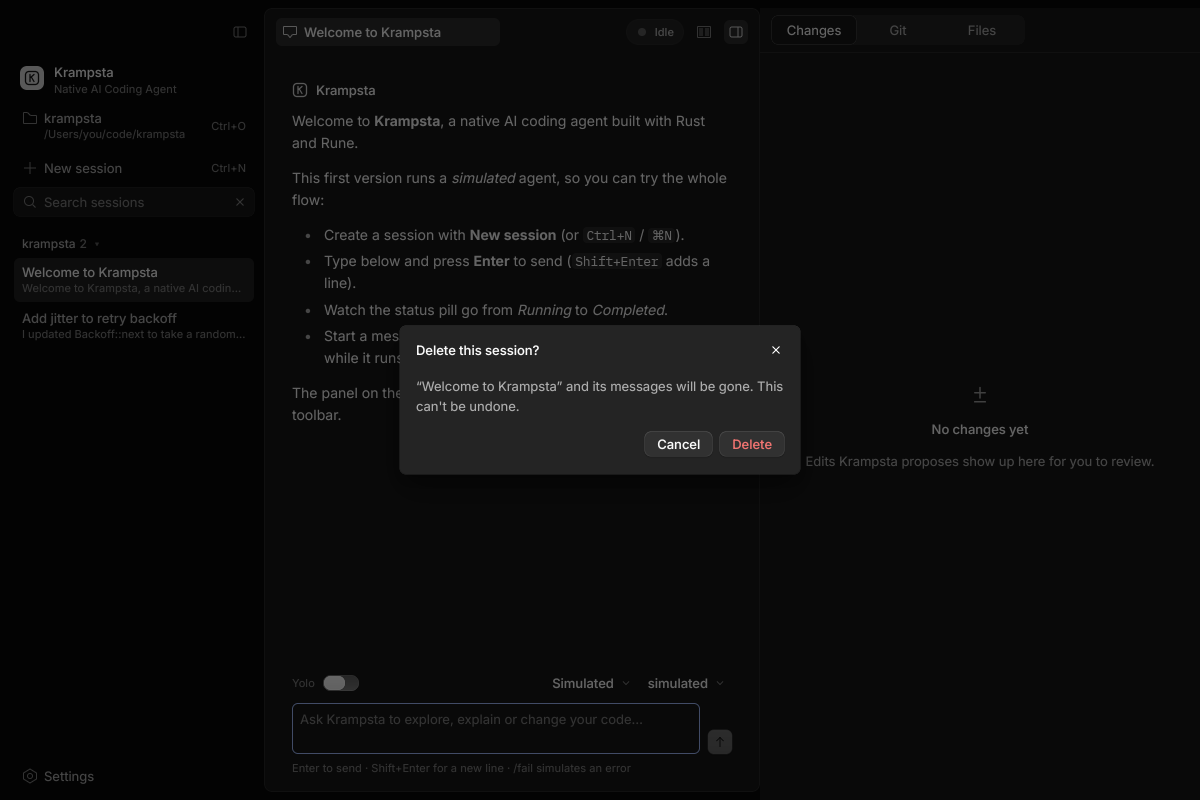 Welcome to Krampsta
Idle
Changes
Git
Files
Krampsta
Native AI Coding Agent
krampsta
/Users/you/code/krampsta
Ctrl+O
New session
Ctrl+N
Search sessions
krampsta 2
Welcome to Krampsta
Welcome to Krampsta, a native AI codin...
Add jitter to retry backoff
I updated Backoff::next to take a random...
Settings
Krampsta
Welcome to Krampsta, a native AI coding agent built with Rust
and Rune.
This first version runs a simulated agent, so you can try the whole
flow:
• Create a session with New session (or Ctrl+N / ⌘N).
• Type below and press Enter to send (Shift+Enter adds a
line).
• Watch the status pill go from Running to Completed.
• Start a mes
while it runs
The panel on the
toolbar.
Delete this session?
“Welcome to Krampsta” and its messages will be gone. This
can't be undone.
Cancel
Delete
No changes yet
Edits Krampsta proposes show up here for you to review.
Yolo
Simulated
simulated
Ask Krampsta to explore, explain or change your code...
Enter to send · Shift+Enter for a new line · /fail simulates an error